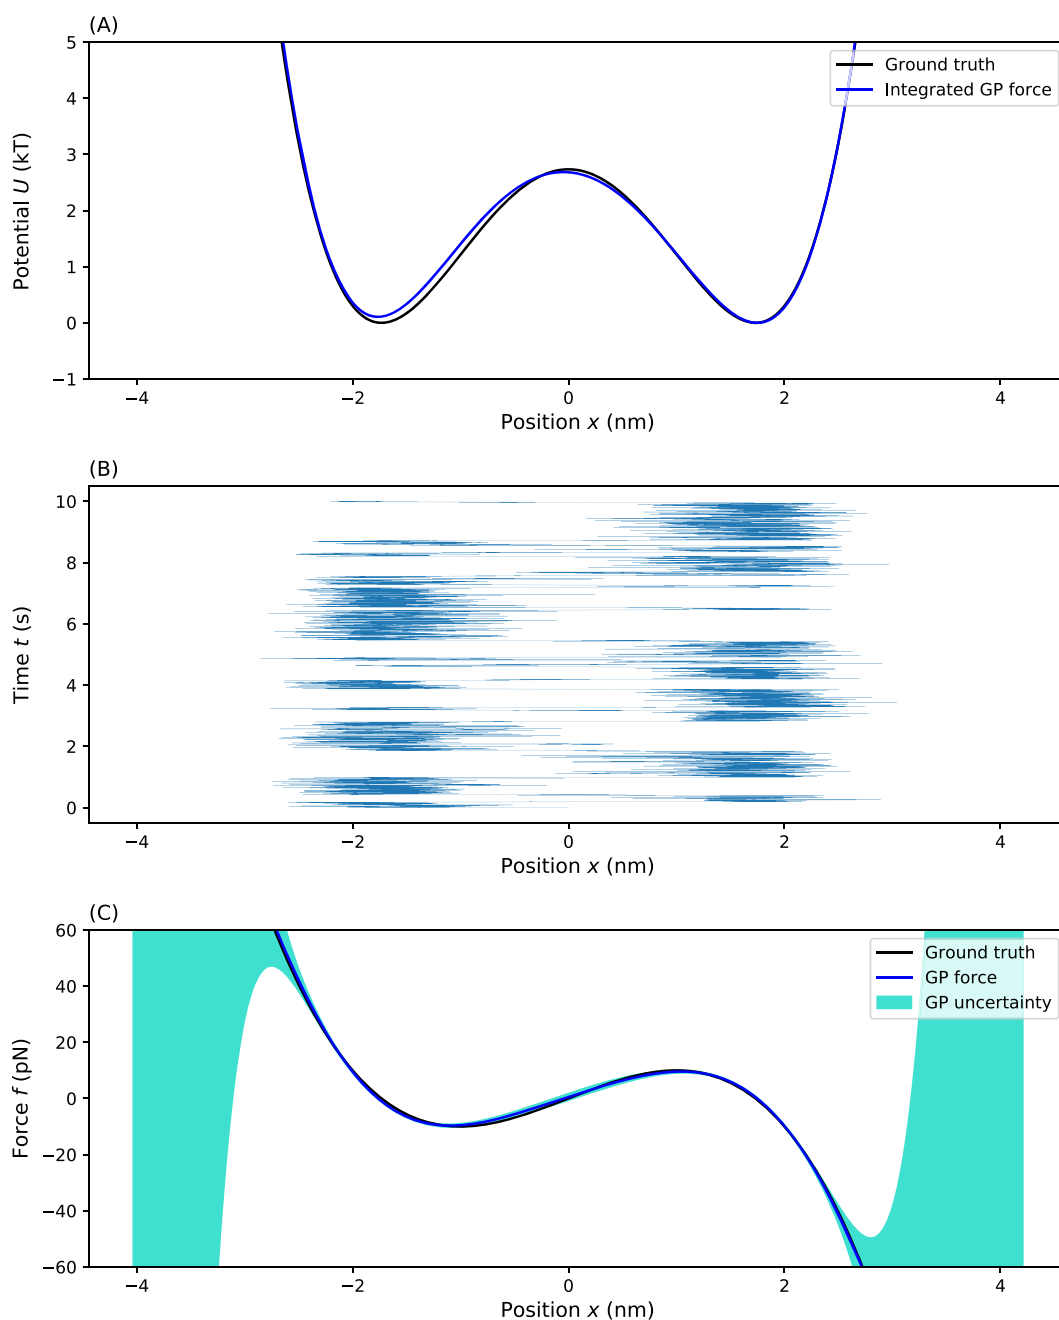 (A)
5
4
3
2
1
0
−1
Potential U (kT)
Ground truth
Integrated GP force
−4 −2 0 2 4
Position x (nm)
(B)
10
8
6
4
2
0
Time t (s)
−4 −2 0 2 4
Position x (nm)
(C)
60
40
20
0
−20
−40
−60
Force f (pN)
Ground truth
GP force
GP uncertainty
−4 −2 0 2 4
Position x (nm)